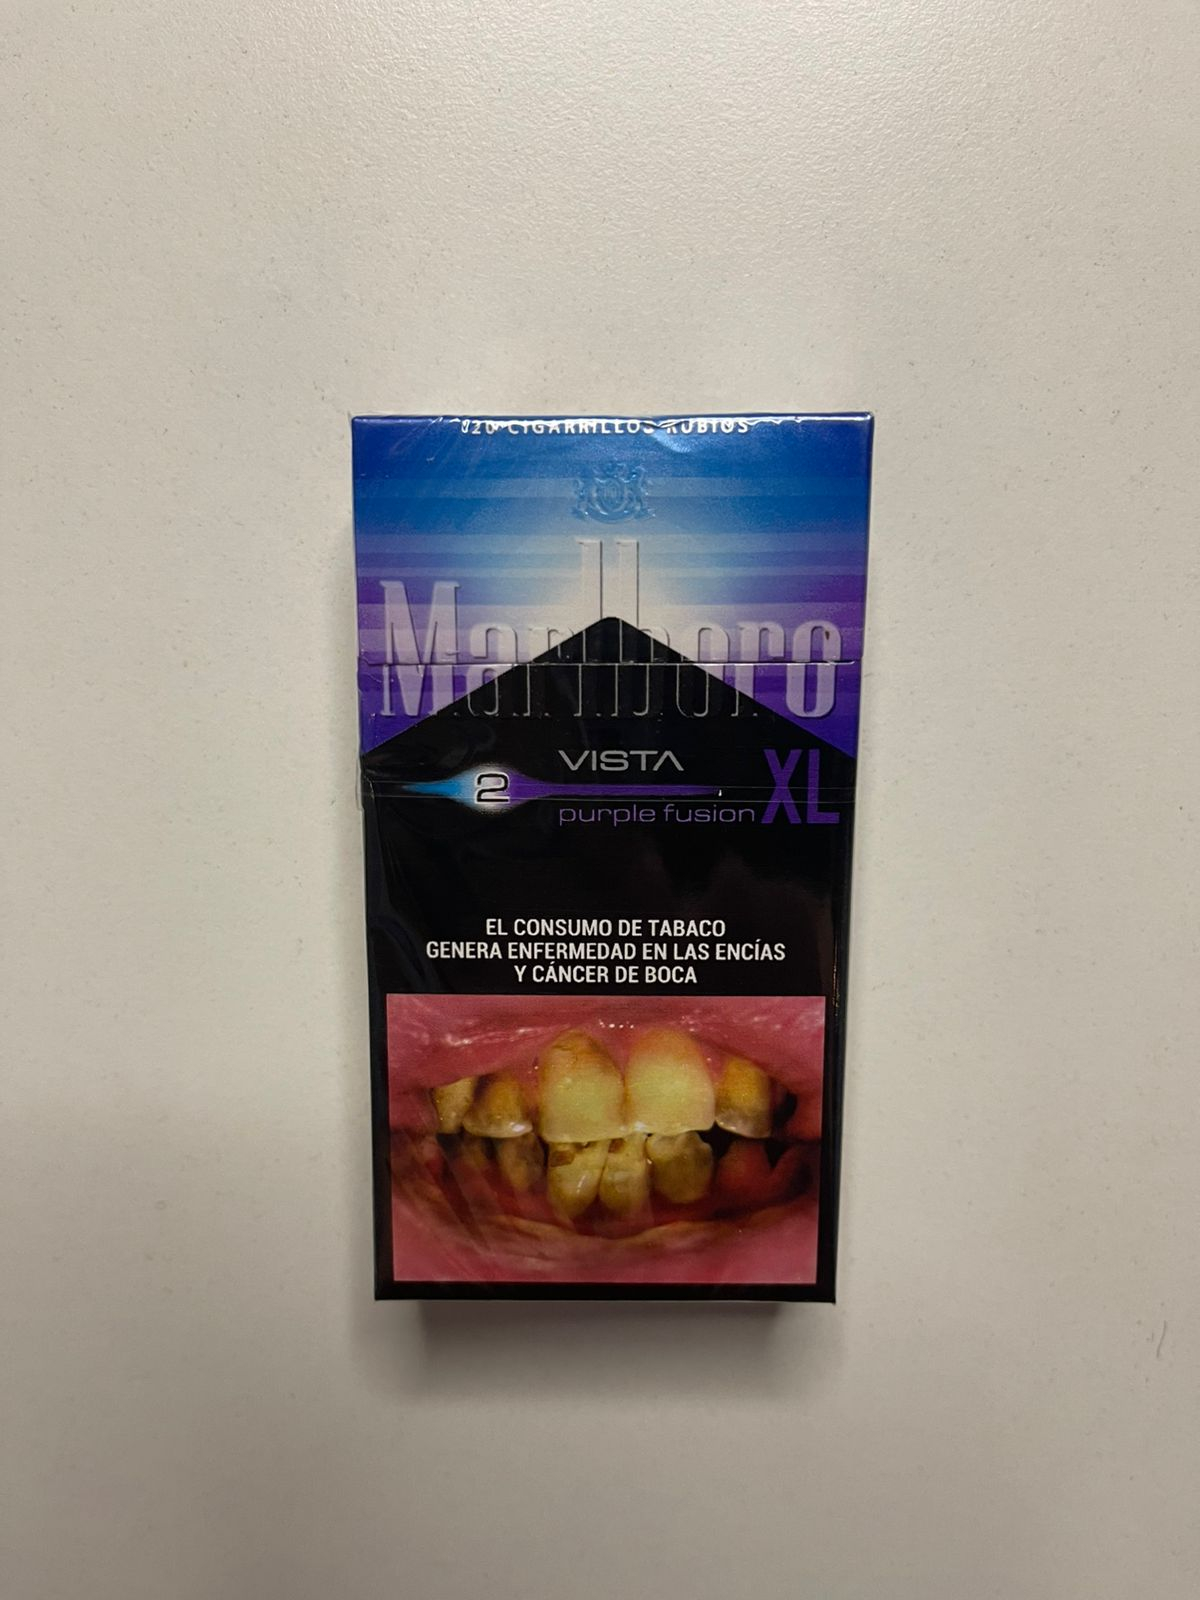 20 CIGARRILLOS RUBIOS
Marlboro
VISTA
2
purple fusion XL
EL CONSUMO DE TABACO
GENERA ENFERMEDAD EN LAS ENCÍAS
Y CÁNCER DE BOCA